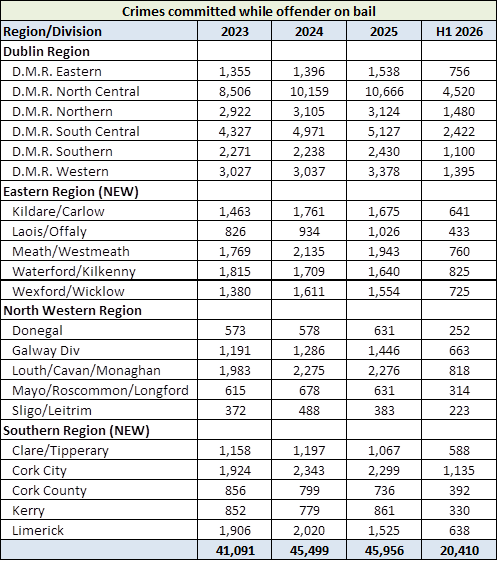 Crimes committed while offender on bail
Region/Division 2023 2024 2025 H1 2026
Dublin Region
D.M.R. Eastern 1,355 1,396 1,538 756
D.M.R. North Central 8,506 10,159 10,666 4,520
D.M.R. Northern 2,922 3,105 3,124 1,480
D.M.R. South Central 4,327 4,971 5,127 2,422
D.M.R. Southern 2,271 2,238 2,430 1,100
D.M.R. Western 3,027 3,037 3,378 1,395
Eastern Region (NEW)
Kildare/Carlow 1,463 1,761 1,675 641
Laois/Offaly 826 934 1,026 433
Meath/Westmeath 1,769 2,135 1,943 760
Waterford/Kilkenny 1,815 1,709 1,640 825
Wexford/Wicklow 1,380 1,611 1,554 725
North Western Region
Donegal 573 578 631 252
Galway Div 1,191 1,286 1,446 663
Louth/Cavan/Monaghan 1,983 2,275 2,276 818
Mayo/Roscommon/Longford 615 678 631 314
Sligo/Leitrim 372 488 383 223
Southern Region (NEW)
Clare/Tipperary 1,158 1,197 1,067 588
Cork City 1,924 2,343 2,299 1,135
Cork County 856 799 736 392
Kerry 852 779 861 330
Limerick 1,906 2,020 1,525 638
41,091 45,499 45,956 20,410